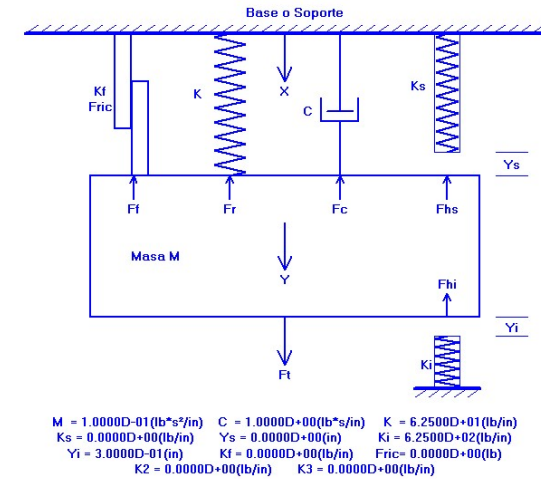 Base o Soporte
Kf
Fric
K
X
C
Ks
Ys
Ff
Fr
Fc
Fhs
Masa M
Y
Fhi
Yi
Ft
Ki
M = 1.0000D-01(lb*s²/in) C = 1.0000D+00(lb*s/in) K = 6.2500D+01(lb/in)
Ks = 0.0000D+00(lb/in) Ys = 0.0000D+00(in) Ki = 6.2500D+02(lb/in)
Yi = 3.0000D-01(in) Kf = 0.0000D+00(lb/in) Fric= 0.0000D+00(lb)
K2 = 0.0000D+00(lb/in) K3 = 0.0000D+00(lb/in)